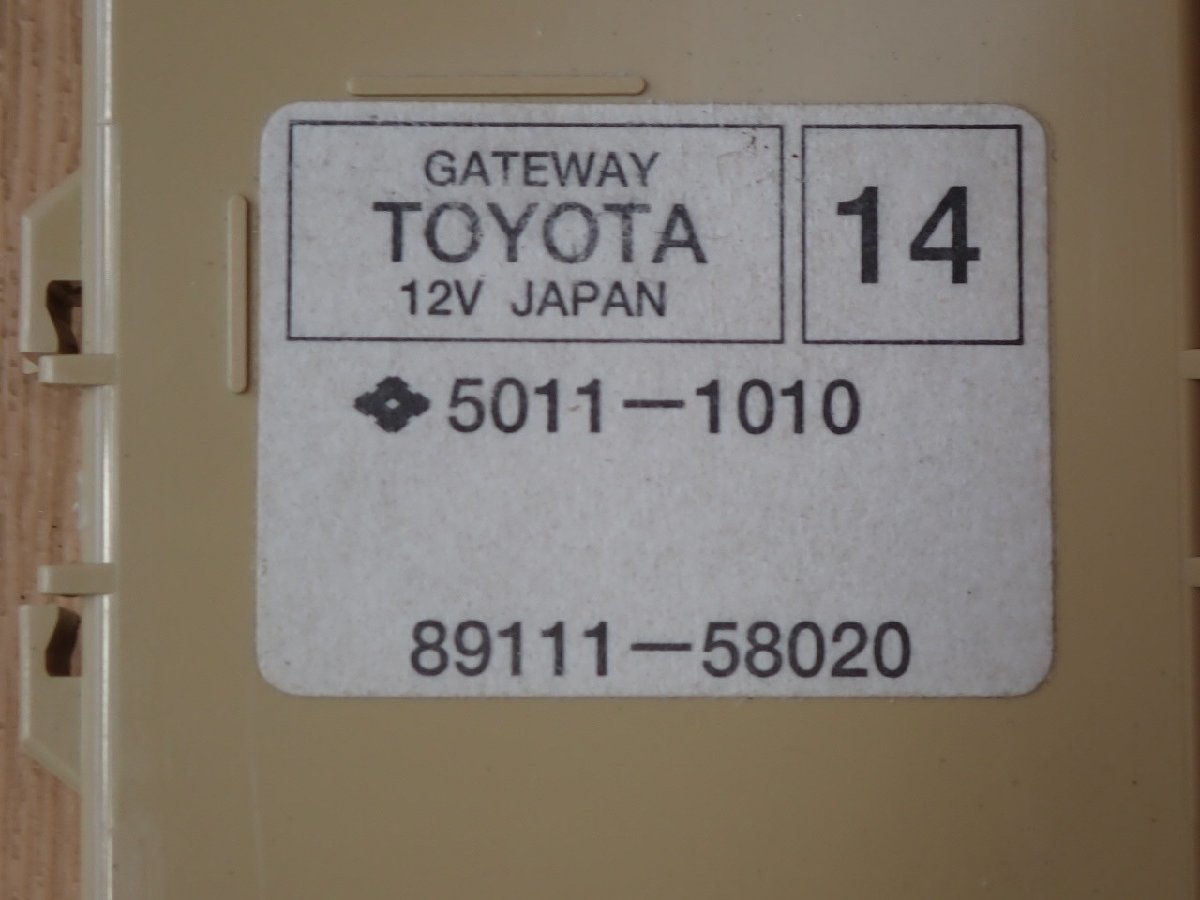 GATEWAY
TOYOTA
12V JAPAN
14
5011-1010
89111-58020